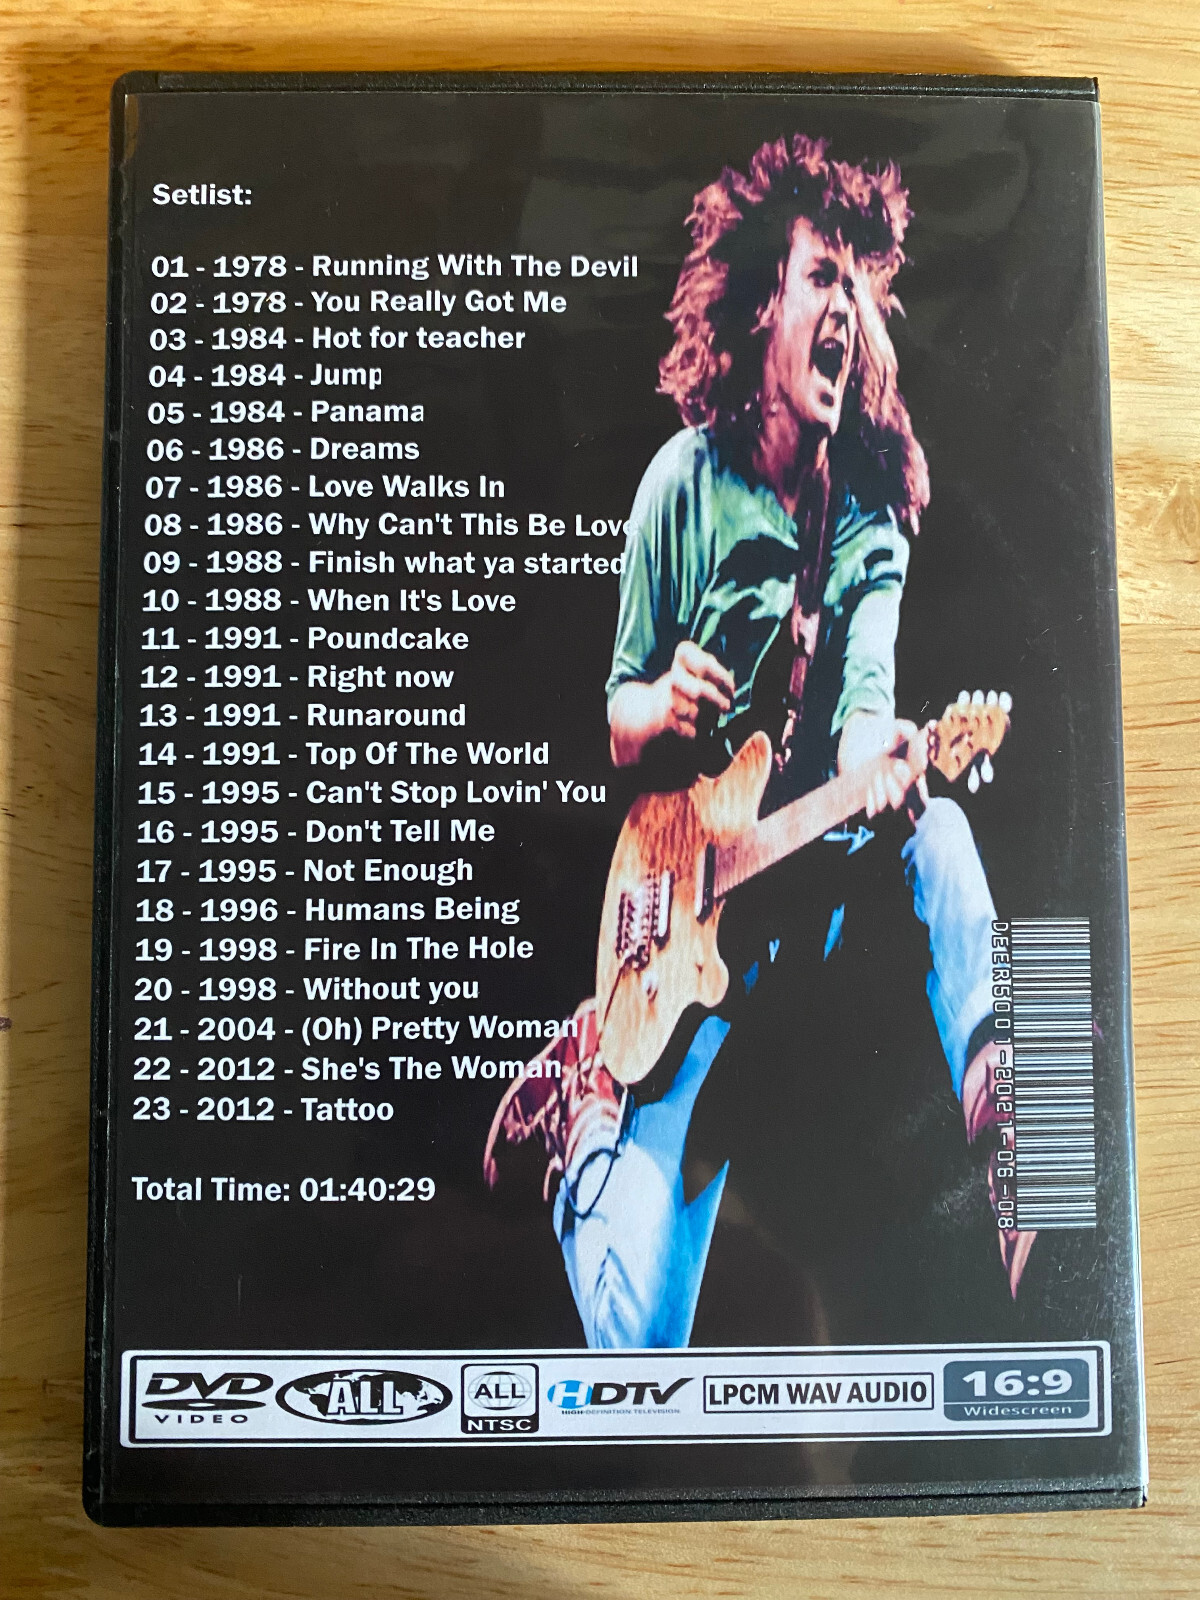 Setlist:
01 - 1978 - Running With The Devil
02 - 1978 - You Really Got Me
03 - 1984 - Hot for teacher
04 - 1984 - Jump
05 - 1984 - Panama
06 - 1986 - Dreams
07 - 1986 - Love Walks In
08 - 1986 - Why Can't This Be Love
09 - 1988 - Finish what ya started
10 - 1988 - When It's Love
11 - 1991 - Poundcake
12 - 1991 - Right now
13 - 1991 - Runaround
14 - 1991 - Top Of The World
15 - 1995 - Can't Stop Lovin' You
16 - 1995 - Don't Tell Me
17 - 1995 - Not Enough
18 - 1996 - Humans Being
19 - 1998 - Fire In The Hole
20 - 1998 - Without you
21 - 2004 - (Oh) Pretty Woman
22 - 2012 - She's The Woman
23 - 2012 - Tattoo
Total Time: 01:40:29
DEER5001-2021-06-08
DVD
VIDEO
ALL
ALL
NTSC
HDTV
HIGH-DEFINITION TELEVISION
LPCM WAV AUDIO
16:9
Widescreen